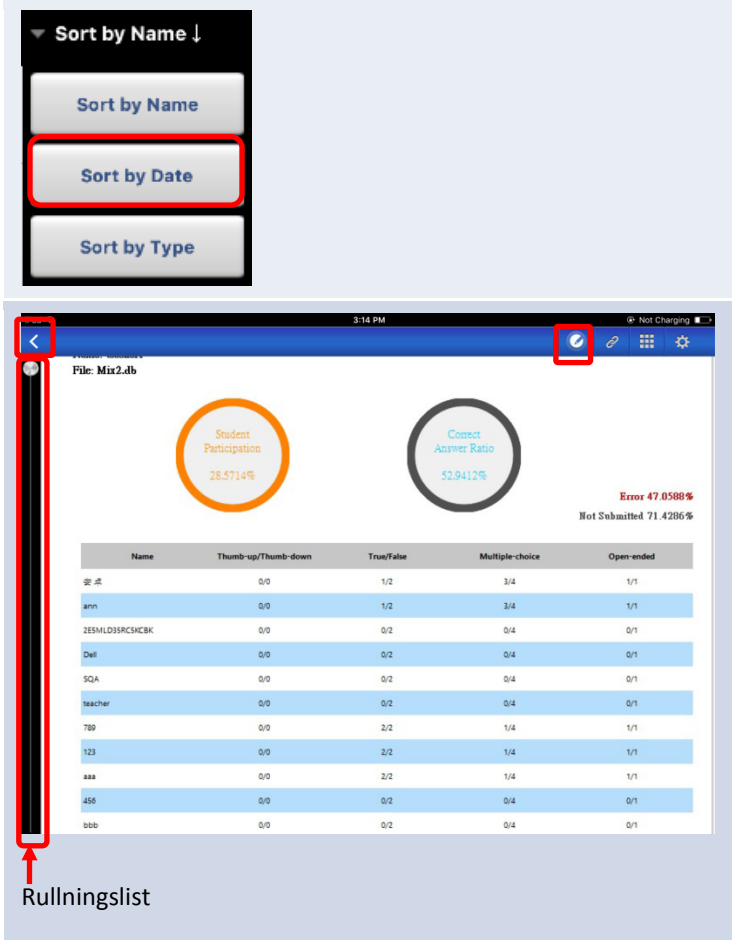 Sort by Name ↓
Sort by Name
Sort by Date
Sort by Type
3:14 PM
Not Charging
File: Mix2.db
Student
Participation
28.5714%
Correct
Answer Ratio
52.9412%
Error 47.0588%
Not Submitted 71.4286%
Name Thumb-up/Thumb-down True/False Multiple-choice Open-ended
0/0 1/2 3/4 1/1
ann 0/0 1/2 3/4 1/1
2E5MLD35RC5KCBK 0/0 0/2 0/4 0/1
Dell 0/0 0/2 0/4 0/1
SQA 0/0 0/2 0/4 0/1
teacher 0/0 0/2 0/4 0/1
789 0/0 2/2 1/4 1/1
123 0/0 2/2 1/4 1/1
aaa 0/0 2/2 1/4 1/1
456 0/0 0/2 0/4 0/1
bbb 0/0 0/2 0/4 0/1
Rullningslist